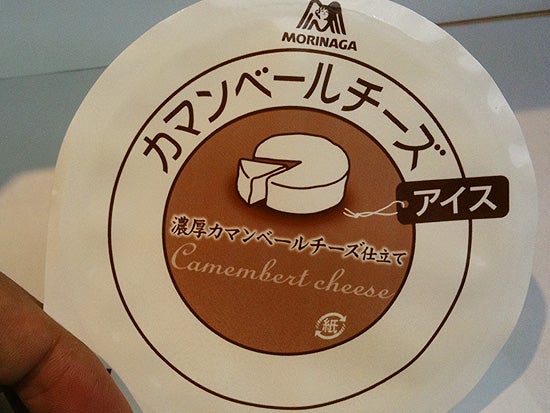 MORINAGA
カマンベールチーズ
アイス
濃厚カマンベールチーズ仕立て
Camembert cheese
紙